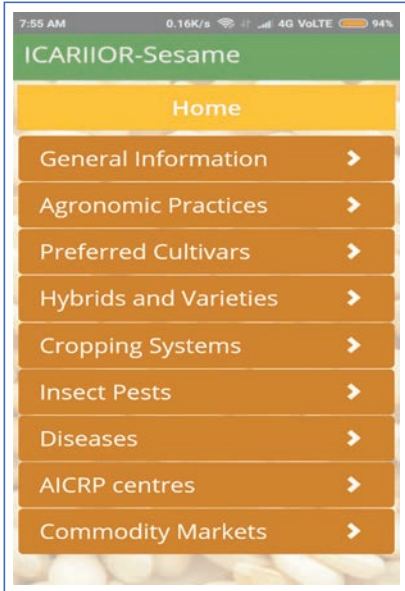 7:55 AM 0.16K/s 4G VoLTE 94%
ICARIIOR-Sesame
Home
General Information
Agronomic Practices
Preferred Cultivars
Hybrids and Varieties
Cropping Systems
Insect Pests
Diseases
AICRP centres
Commodity Markets